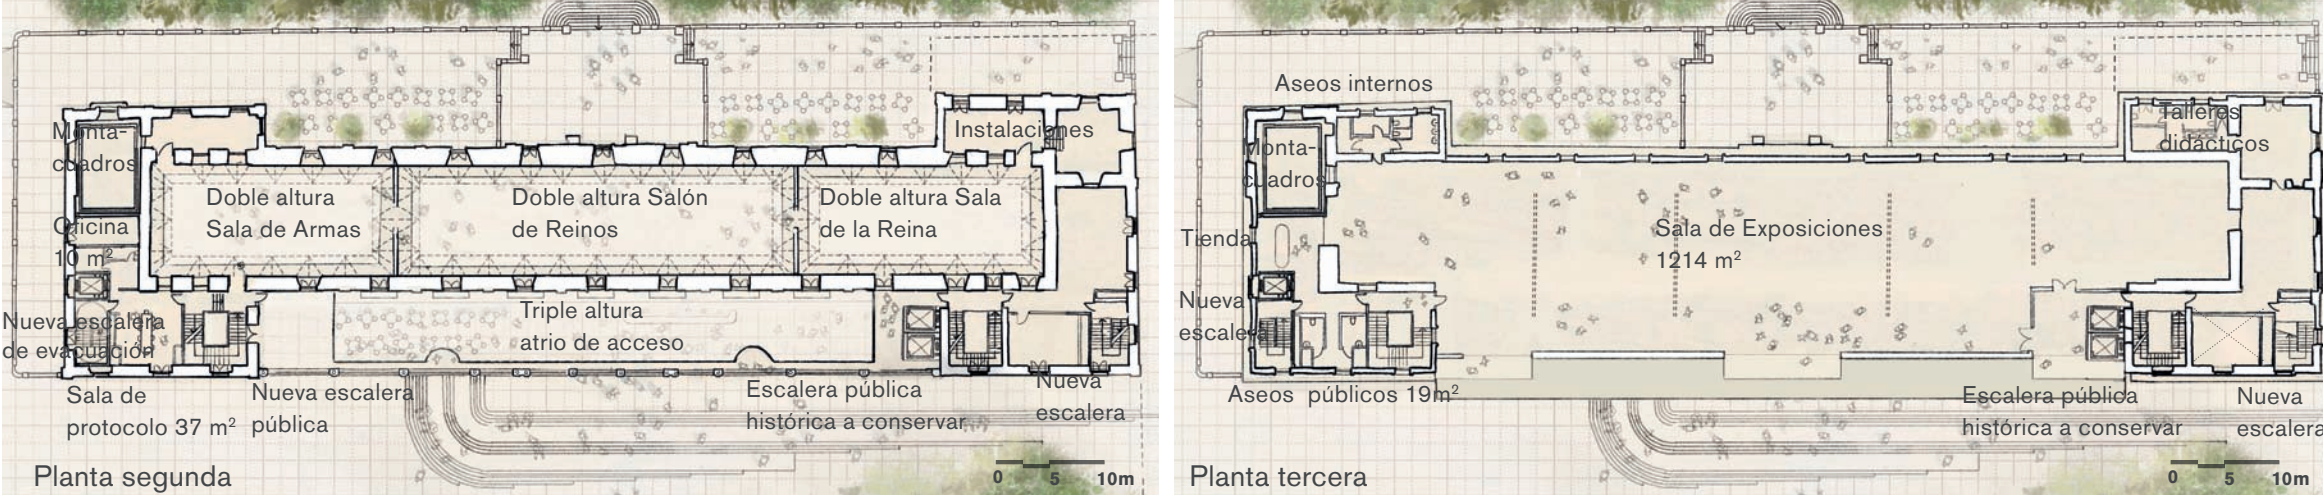 Monta-
cuadros
Instalaciones
Doble altura
Sala de Armas
Doble altura Salón
de Reinos
Doble altura Sala
de la Reina
Oficina
10 m²
Triple altura
atrio de acceso
Nueva escalera
de evacuación
Sala de
protocolo 37 m²
Nueva escalera
pública
Escalera pública
histórica a conservar
Nueva
escalera
Planta segunda
0 5 10m
Aseos internos
Monta-
cuadros
Talleres
didácticos
Tienda
Sala de Exposiciones
1214 m²
Nueva
escalera
Aseos públicos 19m²
Escalera pública
histórica a conservar
Nueva
escalera
Planta tercera
0 5 10m